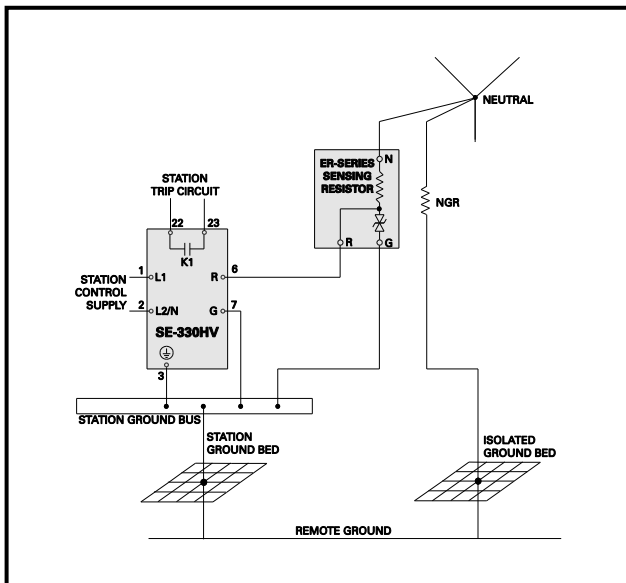 NEUTRAL
N
ER-SERIES
SENSING
RESISTOR
R
G
NGR
STATION
TRIP CIRCUIT
22
23
K1
1
L1
R
6
STATION
CONTROL
SUPPLY
2
L2/N
G
7
SE-330HV
3
STATION GROUND BUS
STATION
GROUND BED
ISOLATED
GROUND BED
REMOTE GROUND